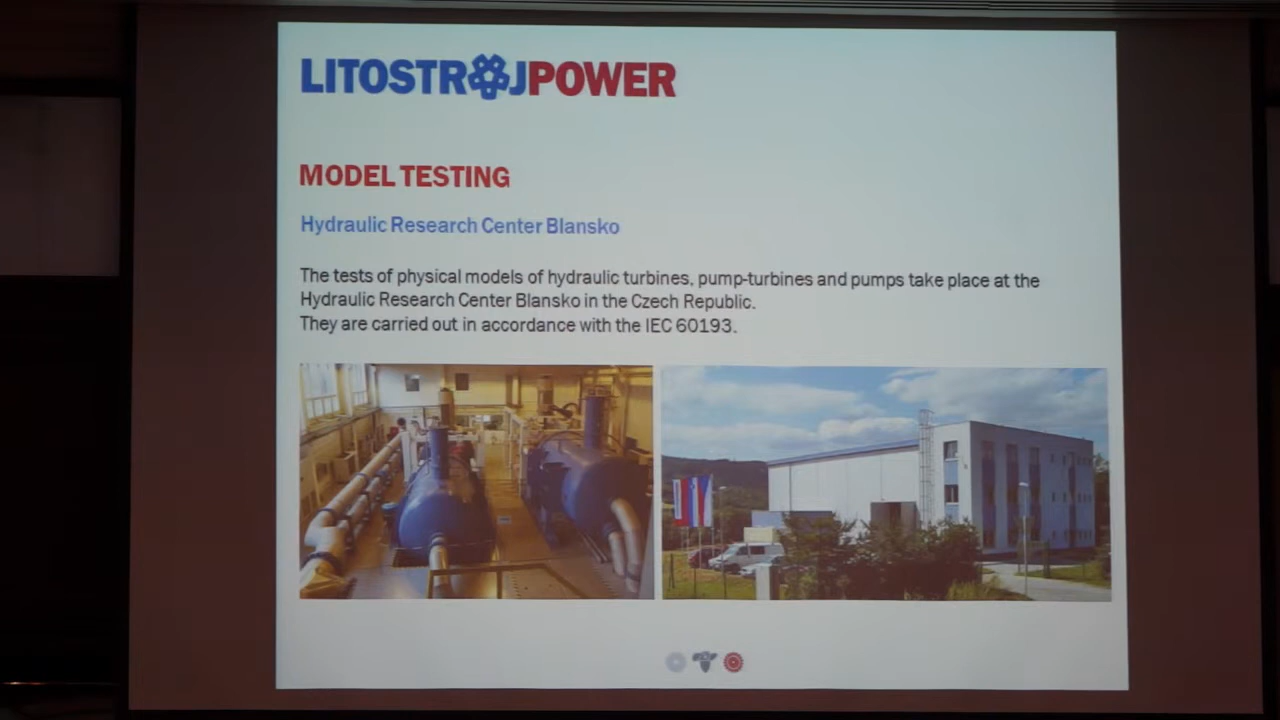 LITOSTROJPOWER
MODEL TESTING
Hydraulic Research Center Blansko
The tests of physical models of hydraulic turbines, pump-turbines and pumps take place at the
Hydraulic Research Center Blansko in the Czech Republic.
They are carried out in accordance with the IEC 60193.